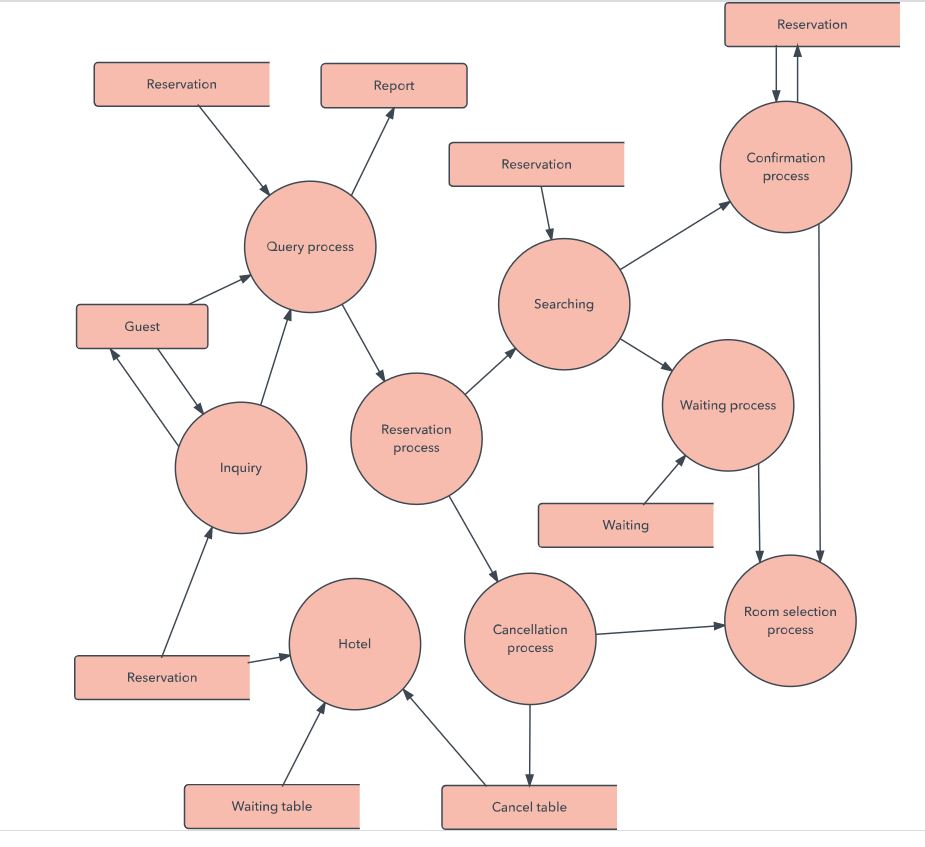 Reservation
Reservation
Report
Reservation
Confirmation
process
Query process
Searching
Guest
Waiting process
Reservation
process
Inquiry
Waiting
Room selection
process
Cancellation
process
Hotel
Reservation
Waiting table
Cancel table